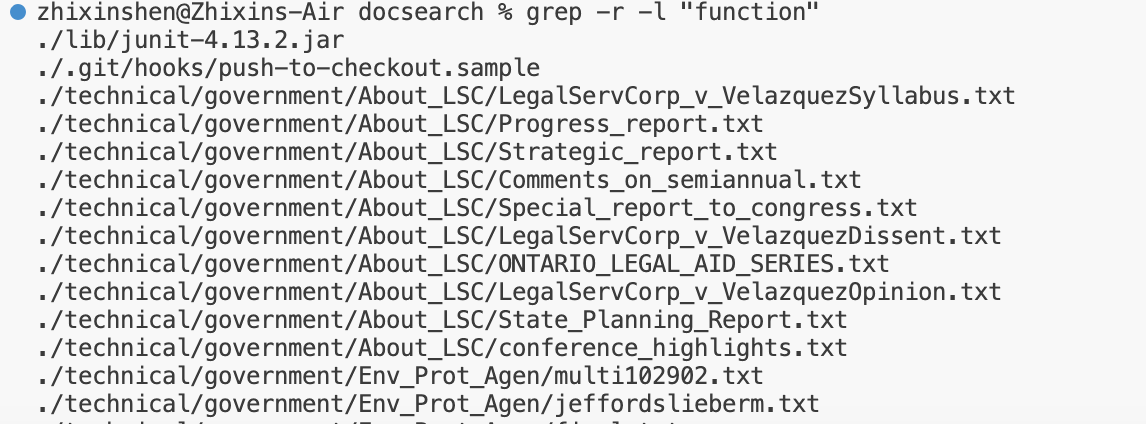 zhixinshen@Zhixins-Air docsearch % grep -r -l "function"
./lib/junit-4.13.2.jar
./.git/hooks/push-to-checkout.sample
./technical/government/About_LSC/LegalServCorp_v_VelazquezSyllabus.txt
./technical/government/About_LSC/Progress_report.txt
./technical/government/About_LSC/Strategic_report.txt
./technical/government/About_LSC/Comments_on_semiannual.txt
./technical/government/About_LSC/Special_report_to_congress.txt
./technical/government/About_LSC/LegalServCorp_v_VelazquezDissent.txt
./technical/government/About_LSC/ONTARIO_LEGAL_AID_SERIES.txt
./technical/government/About_LSC/LegalServCorp_v_VelazquezOpinion.txt
./technical/government/About_LSC/State_Planning_Report.txt
./technical/government/About_LSC/conference_highlights.txt
./technical/government/Env_Prot_Agen/multi102902.txt
./technical/government/Env_Prot_Agen/jeffordslieberm.txt